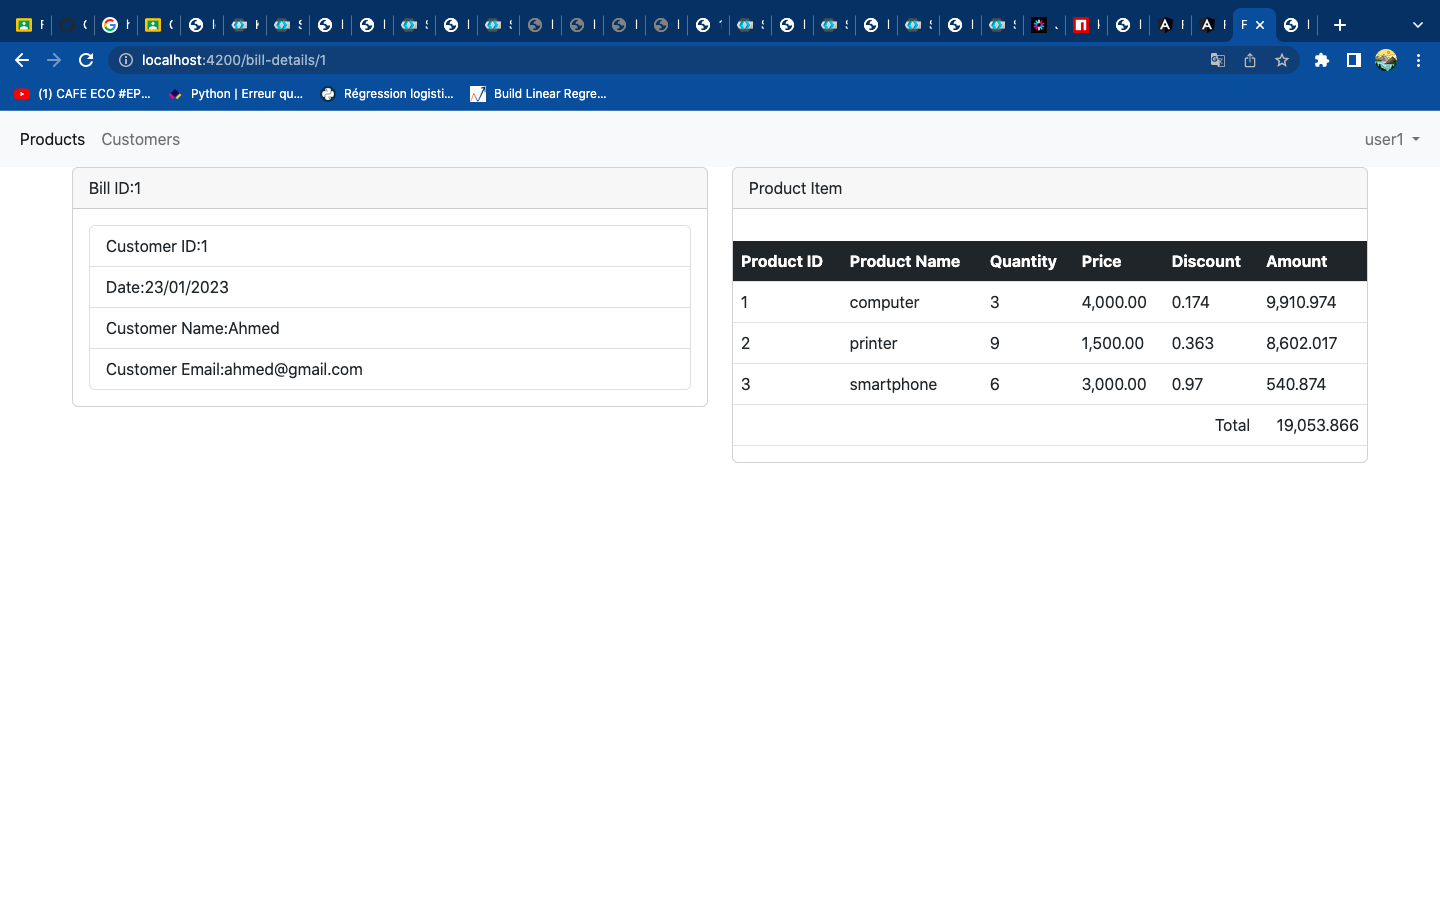 localhost:4200/bill-details/1
(1) CAFE ECO #EP... Python | Erreur qu... Régression logisti... Build Linear Regre...
Products Customers user1
Bill ID:1
Customer ID:1
Date:23/01/2023
Customer Name:Ahmed
Customer Email:ahmed@gmail.com
Product Item
Product ID Product Name Quantity Price Discount Amount
1 computer 3 4,000.00 0.174 9,910.974
2 printer 9 1,500.00 0.363 8,602.017
3 smartphone 6 3,000.00 0.97 540.874
Total 19,053.866